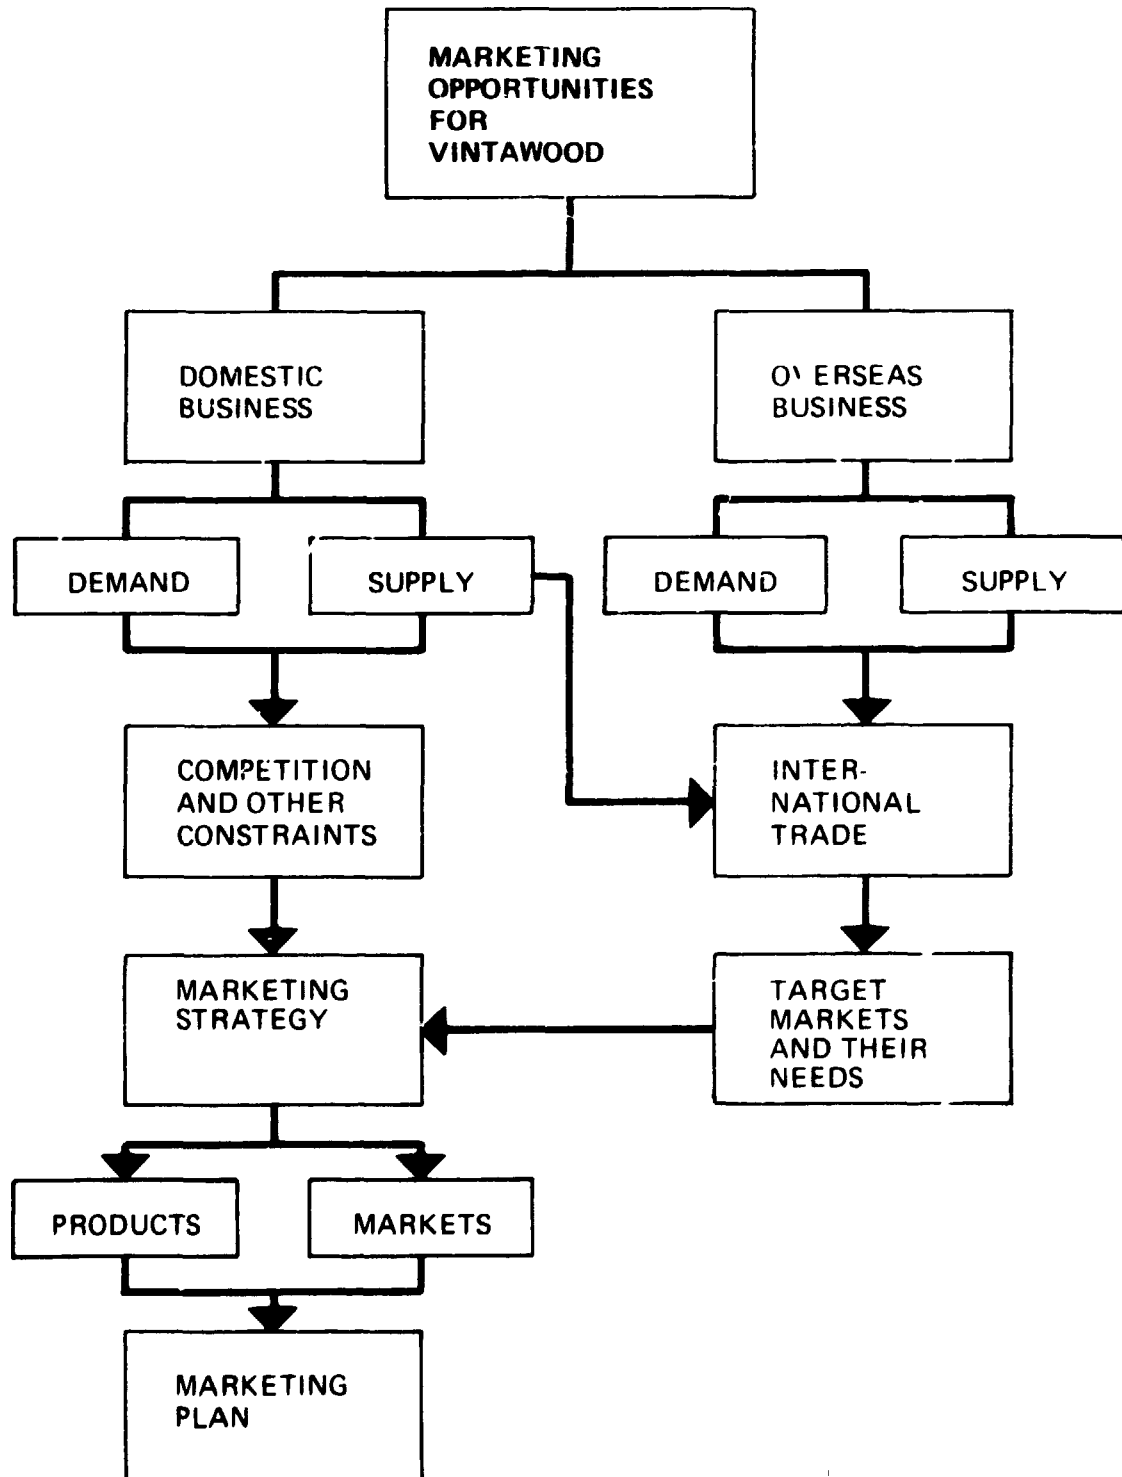 MARKETING
OPPORTUNITIES
FOR
VINTAWOOD
DOMESTIC
BUSINESS
OVERSEAS
BUSINESS
DEMAND
SUPPLY
DEMAND
SUPPLY
COMPETITION
AND OTHER
CONSTRAINTS
INTER-
NATIONAL
TRADE
MARKETING
STRATEGY
TARGET
MARKETS
AND THEIR
NEEDS
PRODUCTS
MARKETS
MARKETING
PLAN